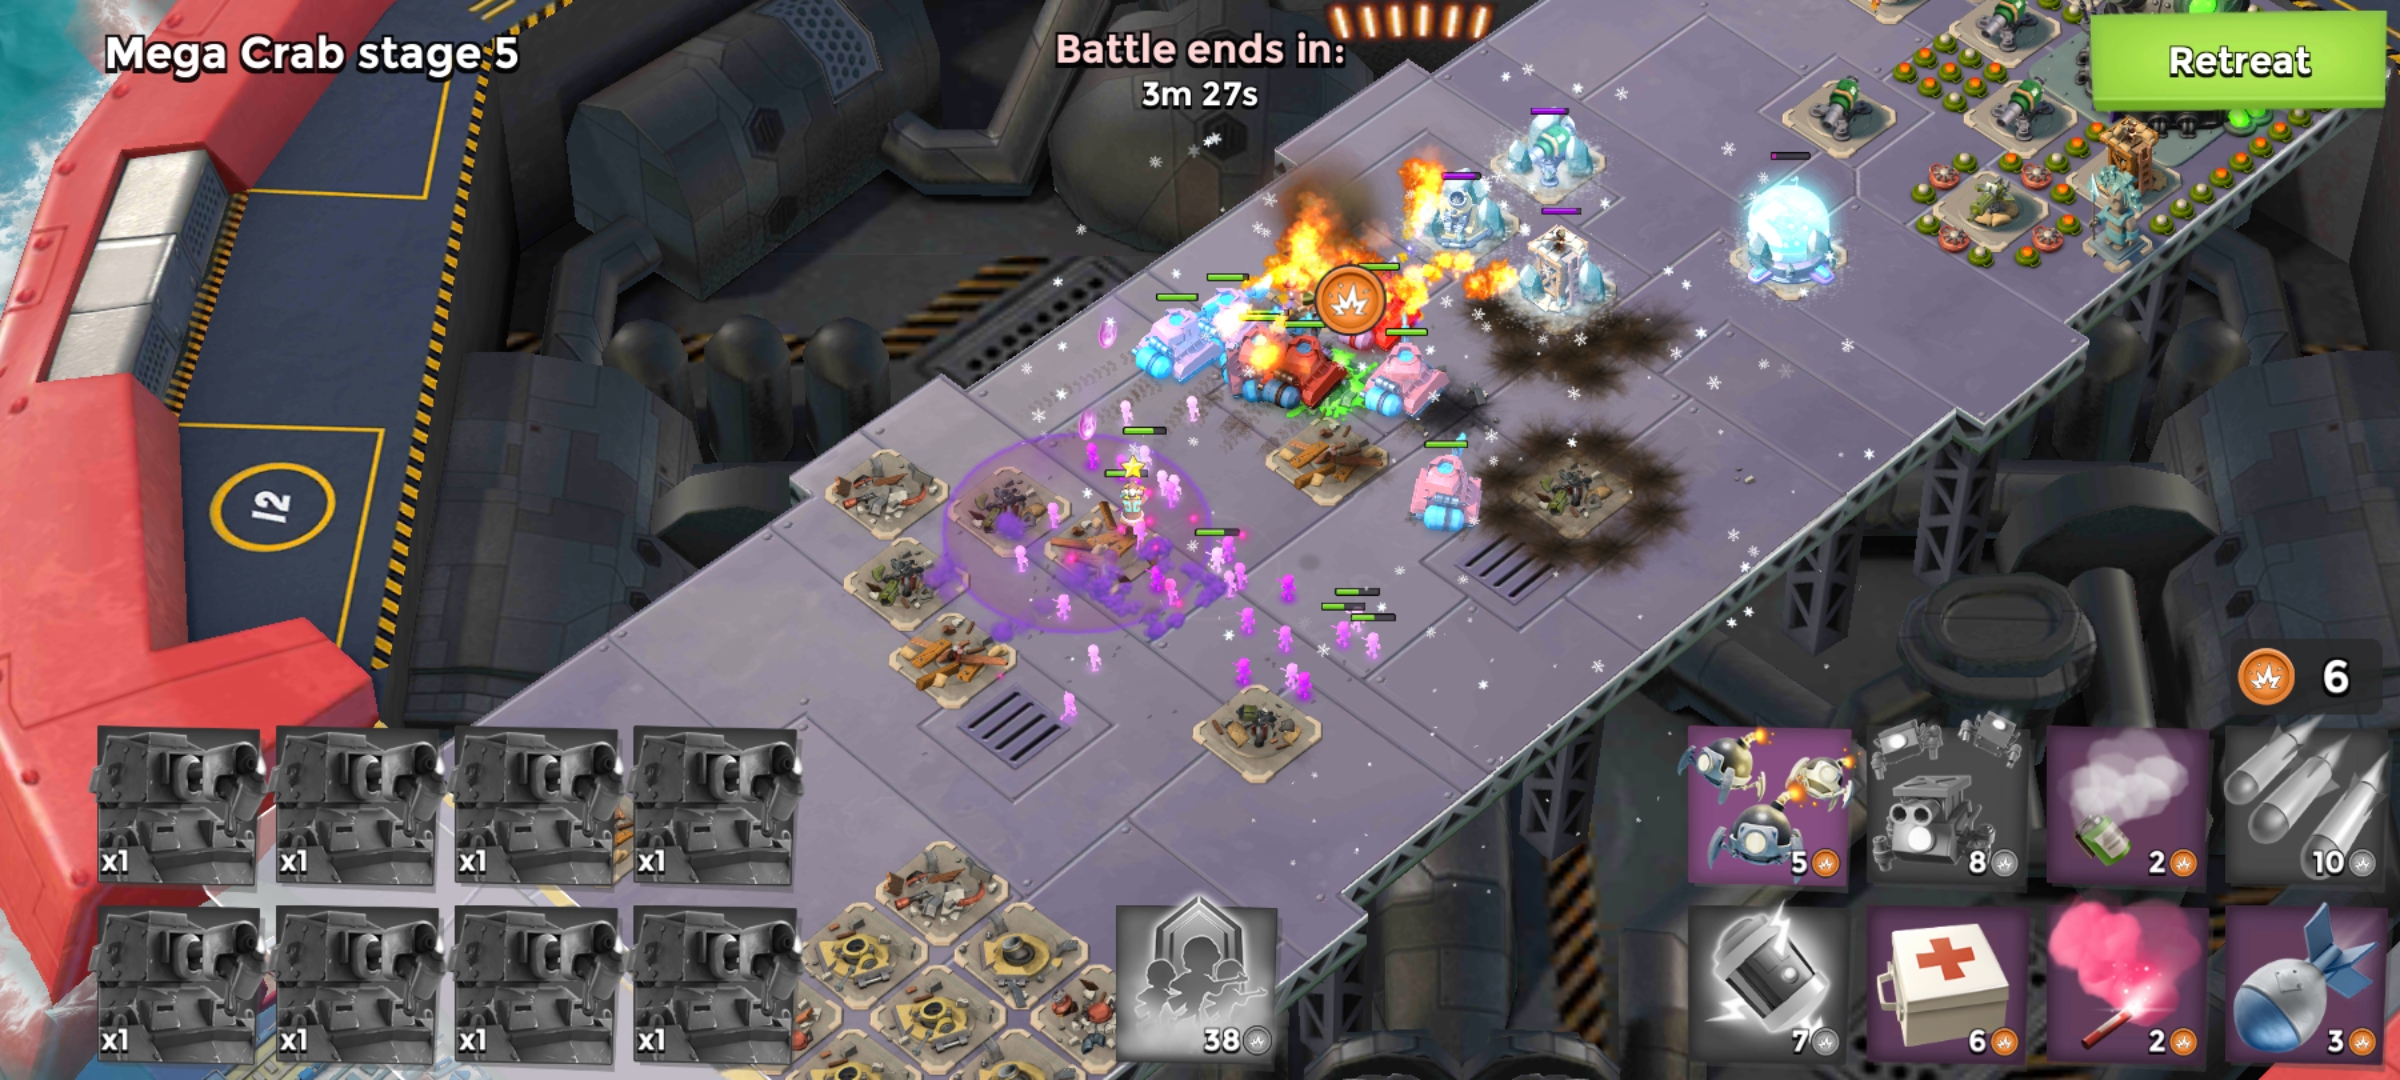 Mega Crab stage 5
Battle ends in:
3m 27s
Retreat
12
6
x1
x1
x1
x1
5
8
2
10
x1
x1
x1
x1
38
7
6
2
3